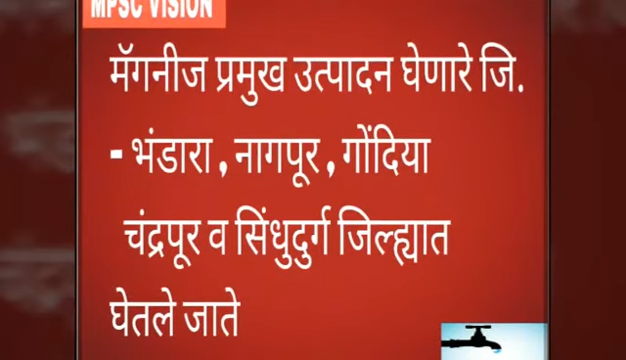 MPSC VISION
मॅगनीज प्रमुख उत्पादन घेणारे जि.
- भंडारा , नागपूर , गोंदिया
चंद्रपूर व सिंधुदुर्ग जिल्ह्यात
घेतले जाते